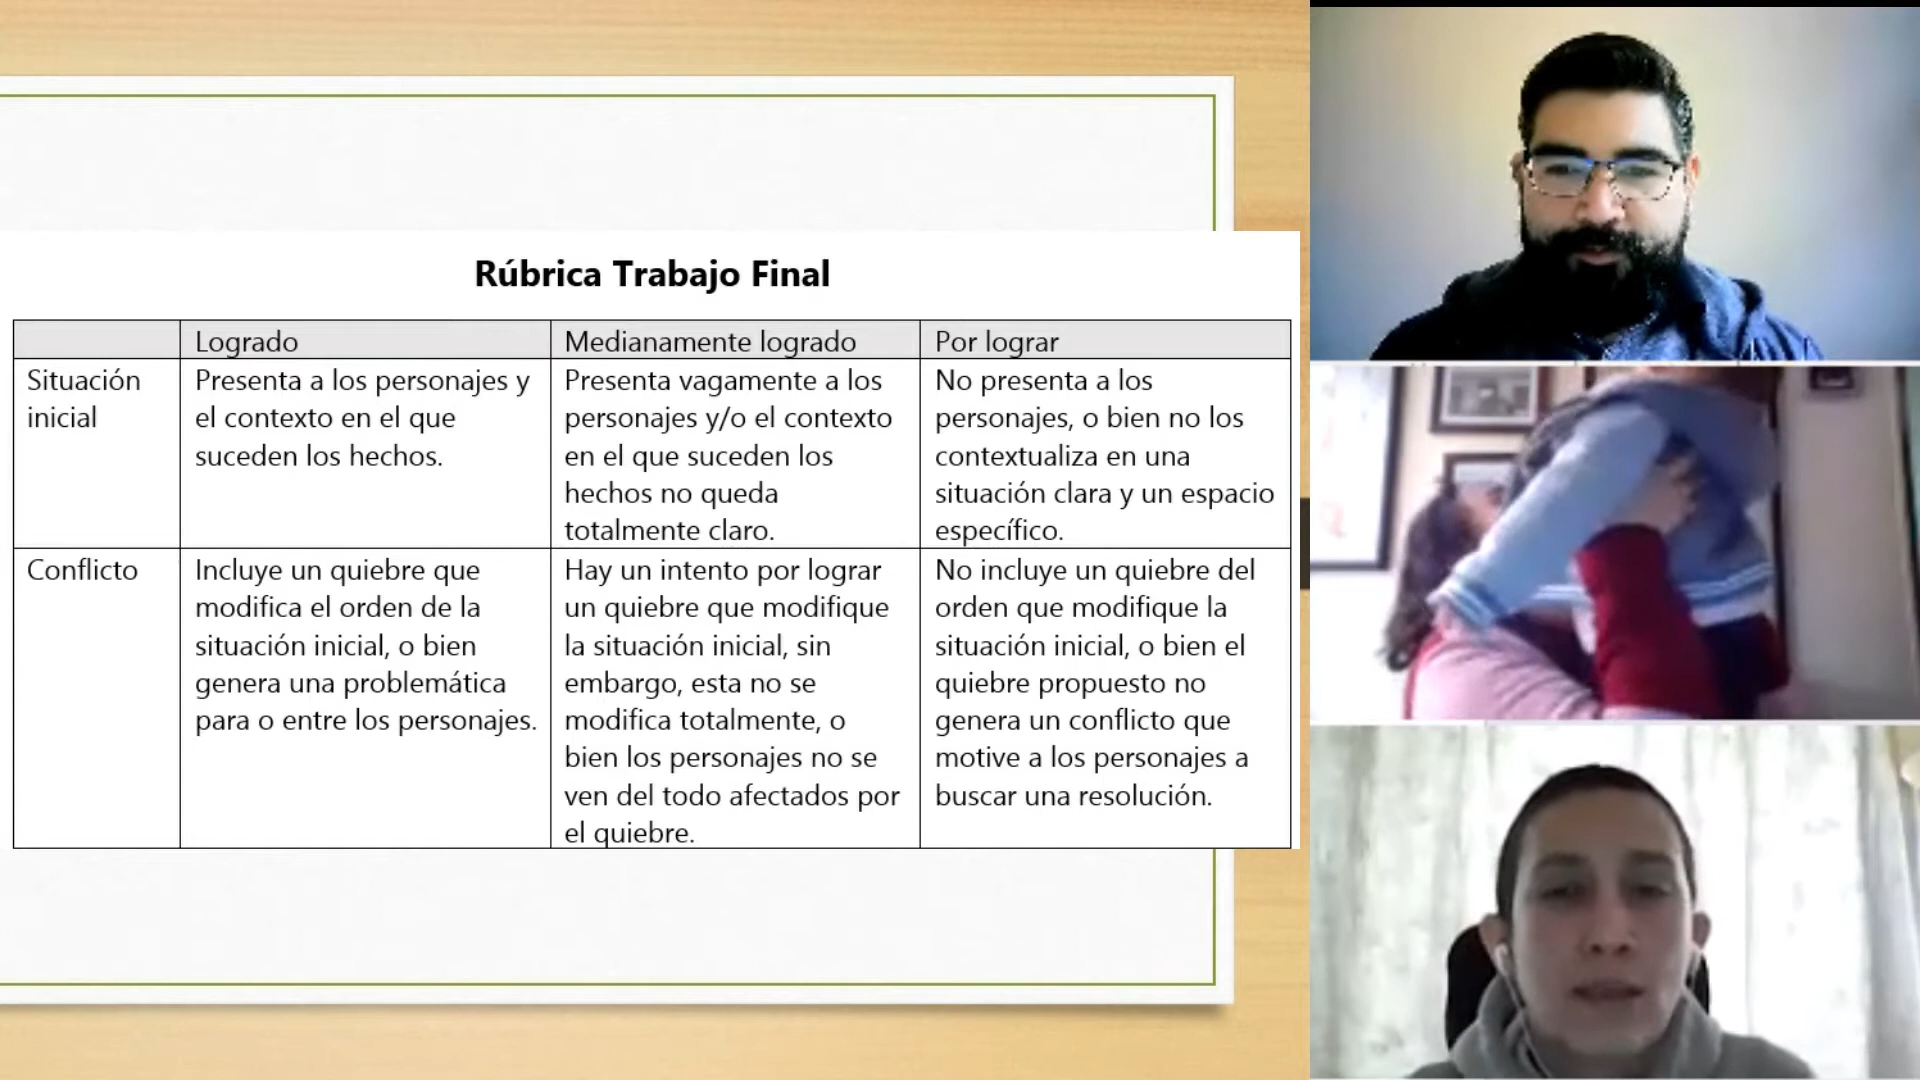 Rúbrica Trabajo Final
Logrado
Medianamente logrado
Por lograr
Situación
inicial
Presenta a los personajes y
el contexto en el que
suceden los hechos.
Presenta vagamente a los
personajes y/o el contexto
en el que suceden los
hechos no queda
totalmente claro.
No presenta a los
personajes, o bien no los
contextualiza en una
situación clara y un espacio
específico.
Conflicto
Incluye un quiebre que
modifica el orden de la
situación inicial, o bien
genera una problemática
para o entre los personajes.
Hay un intento por lograr
un quiebre que modifique
la situación inicial, sin
embargo, esta no se
modifica totalmente, o
bien los personajes no se
ven del todo afectados por
el quiebre.
No incluye un quiebre del
orden que modifique la
situación inicial, o bien el
quiebre propuesto no
genera un conflicto que
motive a los personajes a
buscar una resolución.